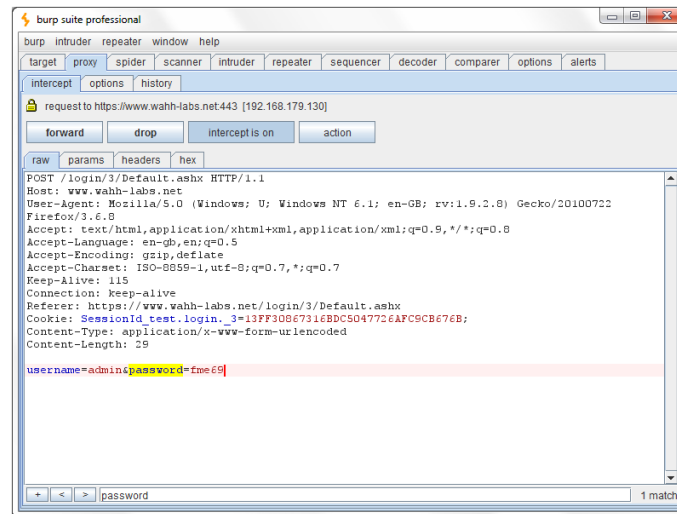 burp suite professional
burp intruder repeater window help
target proxy spider scanner intruder repeater sequencer decoder comparer options alerts
intercept options history
request to https://www.wahh-labs.net:443 [192.168.179.130]
forward drop intercept is on action
raw params headers hex
POST /login/3/Default.ashx HTTP/1.1
Host: www.wahh-labs.net
User-Agent: Mozilla/5.0 (Windows; U; Windows NT 6.1; en-GB; rv:1.9.2.8) Gecko/20100722
Firefox/3.6.8
Accept: text/html,application/xhtml+xml,application/xml;q=0.9,*/*;q=0.8
Accept-Language: en-gb,en;q=0.5
Accept-Encoding: gzip,deflate
Accept-Charset: ISO-8859-1,utf-8;q=0.7,*;q=0.7
Keep-Alive: 115
Connection: keep-alive
Referer: https://www.wahh-labs.net/login/3/Default.ashx
Cookie: SessionId_test.login._3=13FF30867316BDC5047726AFC9CB676B;
Content-Type: application/x-www-form-urlencoded
Content-Length: 29
username=admin&password=fme69
+ < > password 1 match